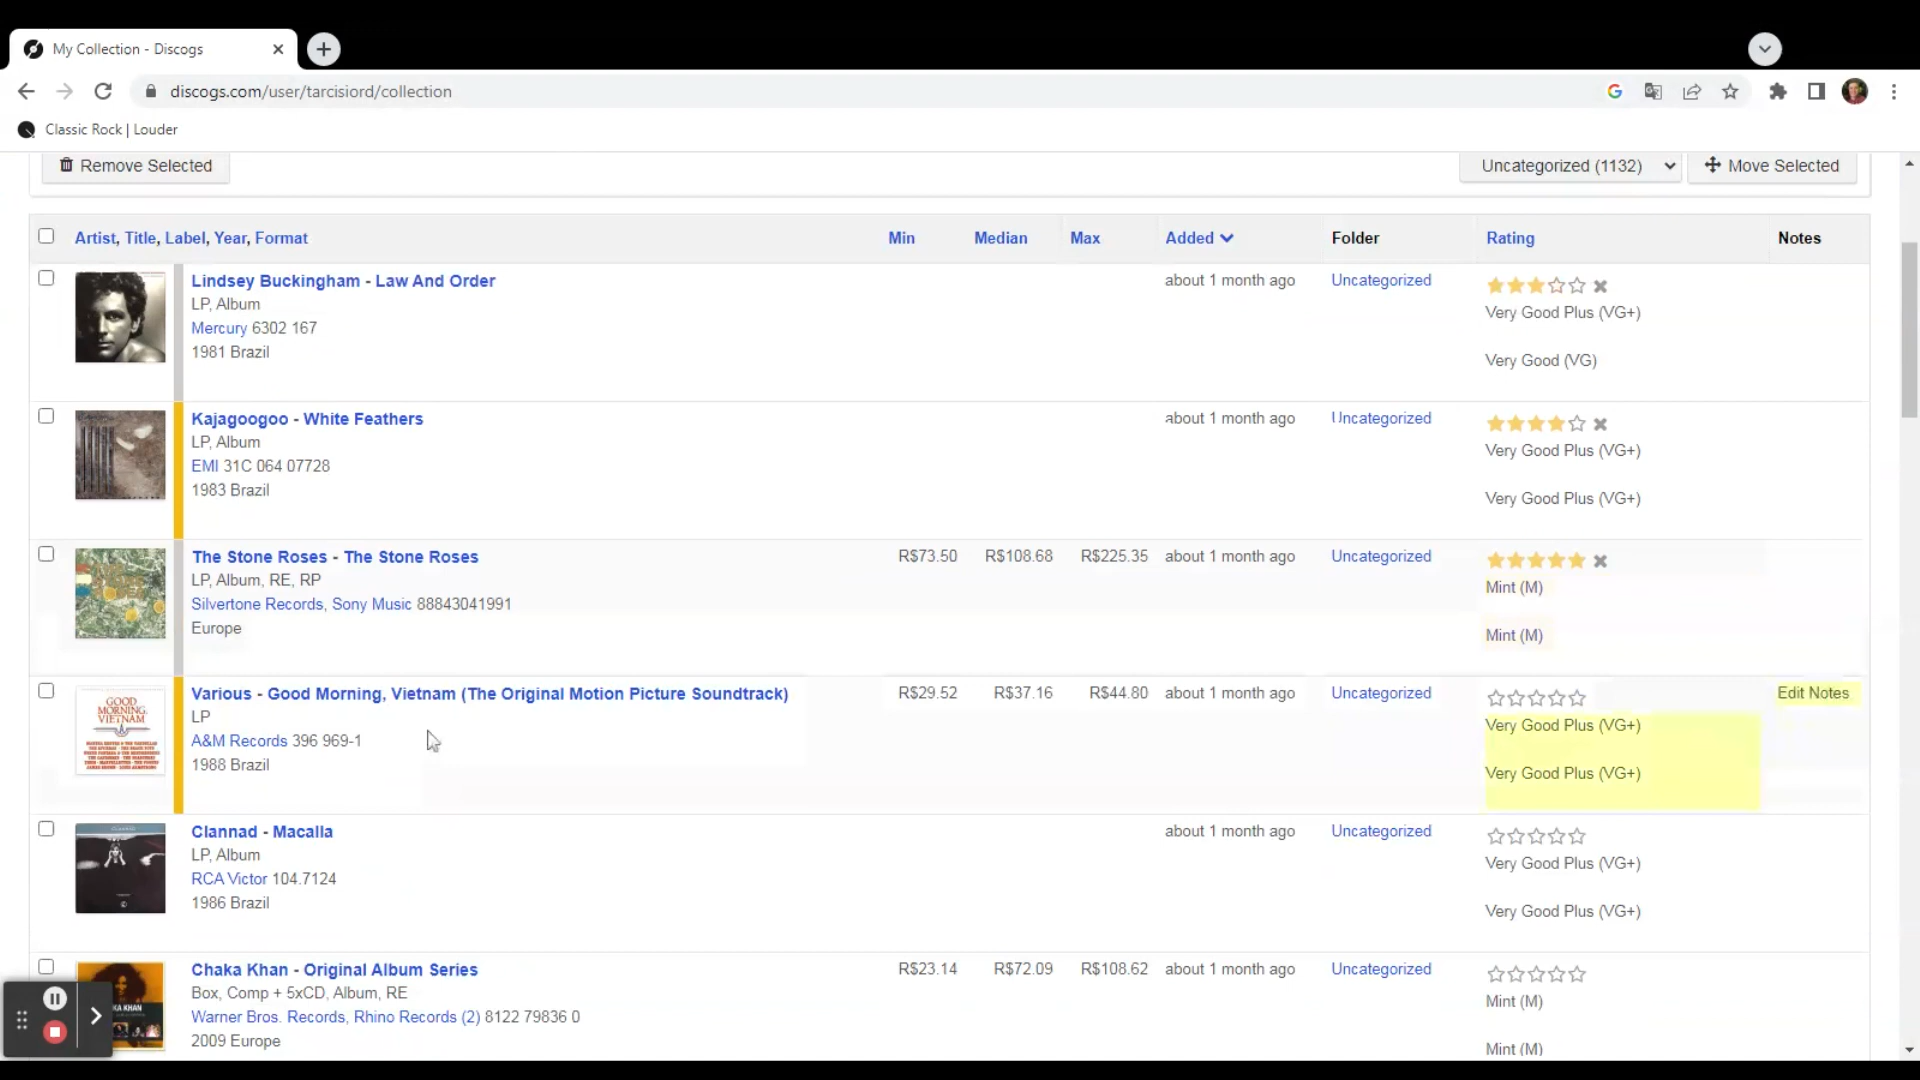 My Collection - Discogs
discogs.com/user/tarcisiord/collection
Classic Rock | Louder
Remove Selected
Uncategorized (1132)
Move Selected
Artist, Title, Label, Year, Format Min Median Max Added Folder Rating Notes
Lindsey Buckingham - Law And Order about 1 month ago Uncategorized
LP, Album
Very Good Plus (VG+)
Mercury 6302 167
1981 Brazil
Very Good (VG)
Kajagoogoo - White Feathers about 1 month ago Uncategorized
LP, Album
Very Good Plus (VG+)
EMI 31C 064 07728
1983 Brazil
Very Good Plus (VG+)
The Stone Roses - The Stone Roses R$73.50 R$108.68 R$225.35 about 1 month ago Uncategorized
LP, Album, RE, RP
Mint (M)
Silvertone Records, Sony Music 88843041991
Europe
Mint (M)
GOOD
MORNING,
VIETNAM
Various - Good Morning, Vietnam (The Original Motion Picture Soundtrack) R$29.52 R$37.16 R$44.80 about 1 month ago Uncategorized Edit Notes
LP
Very Good Plus (VG+)
A&M Records 396 969-1
1988 Brazil
Very Good Plus (VG+)
Clannad - Macalla about 1 month ago Uncategorized
LP, Album
Very Good Plus (VG+)
RCA Victor 104.7124
1986 Brazil
Very Good Plus (VG+)
KA KHAN
Chaka Khan - Original Album Series R$23.14 R$72.09 R$108.62 about 1 month ago Uncategorized
Box, Comp + 5xCD, Album, RE
Mint (M)
Warner Bros. Records, Rhino Records (2) 8122 79836 0
2009 Europe
Mint (M)